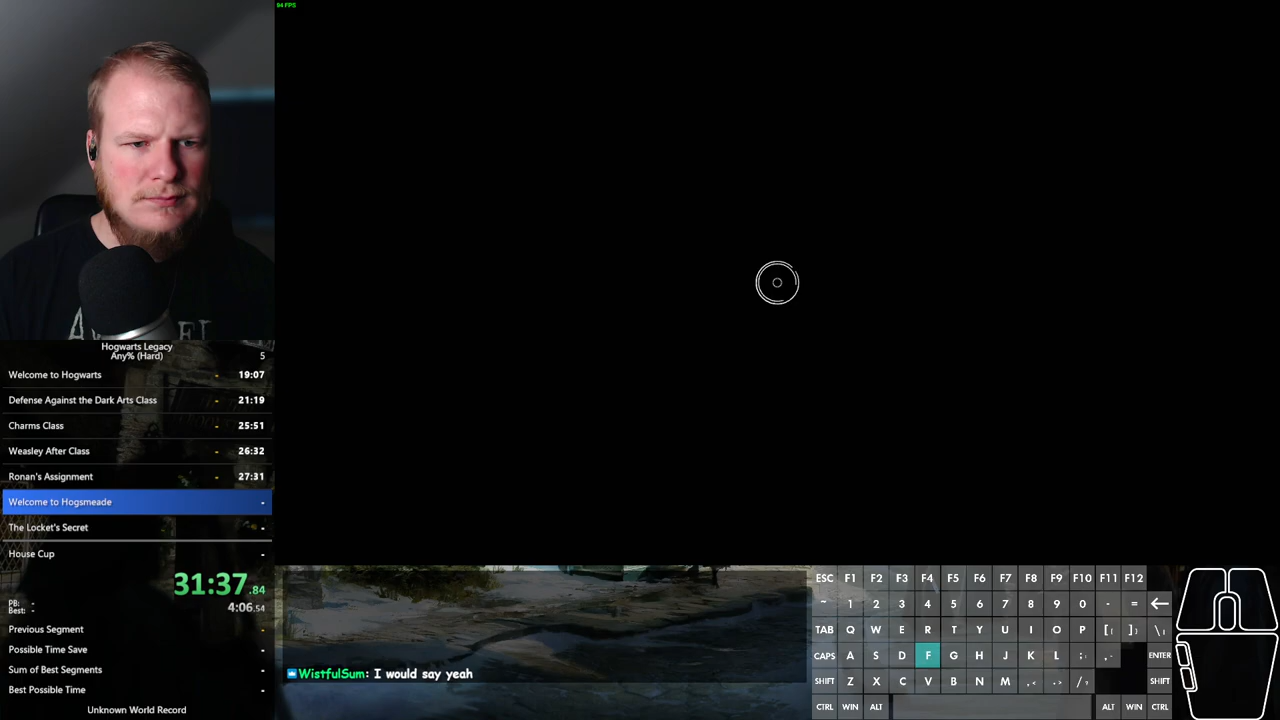 94 FPS
Hogwarts Legacy
Any% (Hard)
5
Welcome to Hogwarts - 19:07
Defense Against the Dark Arts Class - 21:19
Charms Class - 25:51
Weasley After Class - 26:32
Ronan's Assignment - 27:31
Welcome to Hogsmeade -
The Locket's Secret -
House Cup -
31:37.84
PB: -
Best: -
4:06.54
Previous Segment -
Possible Time Save -
Sum of Best Segments -
Best Possible Time -
Unknown World Record
WistfulSum: I would say yeah
ESC F1 F2 F3 F4 F5 F6 F7 F8 F9 F10 F11 F12
~ 1 2 3 4 5 6 7 8 9 0 - = ←
TAB Q W E R T Y U I O P [{ ]} \|
CAPS A S D F G H J K L ;: ,- ENTER
SHIFT Z X C V B N M ,< .> /? SHIFT
CTRL WIN ALT ALT WIN CTRL